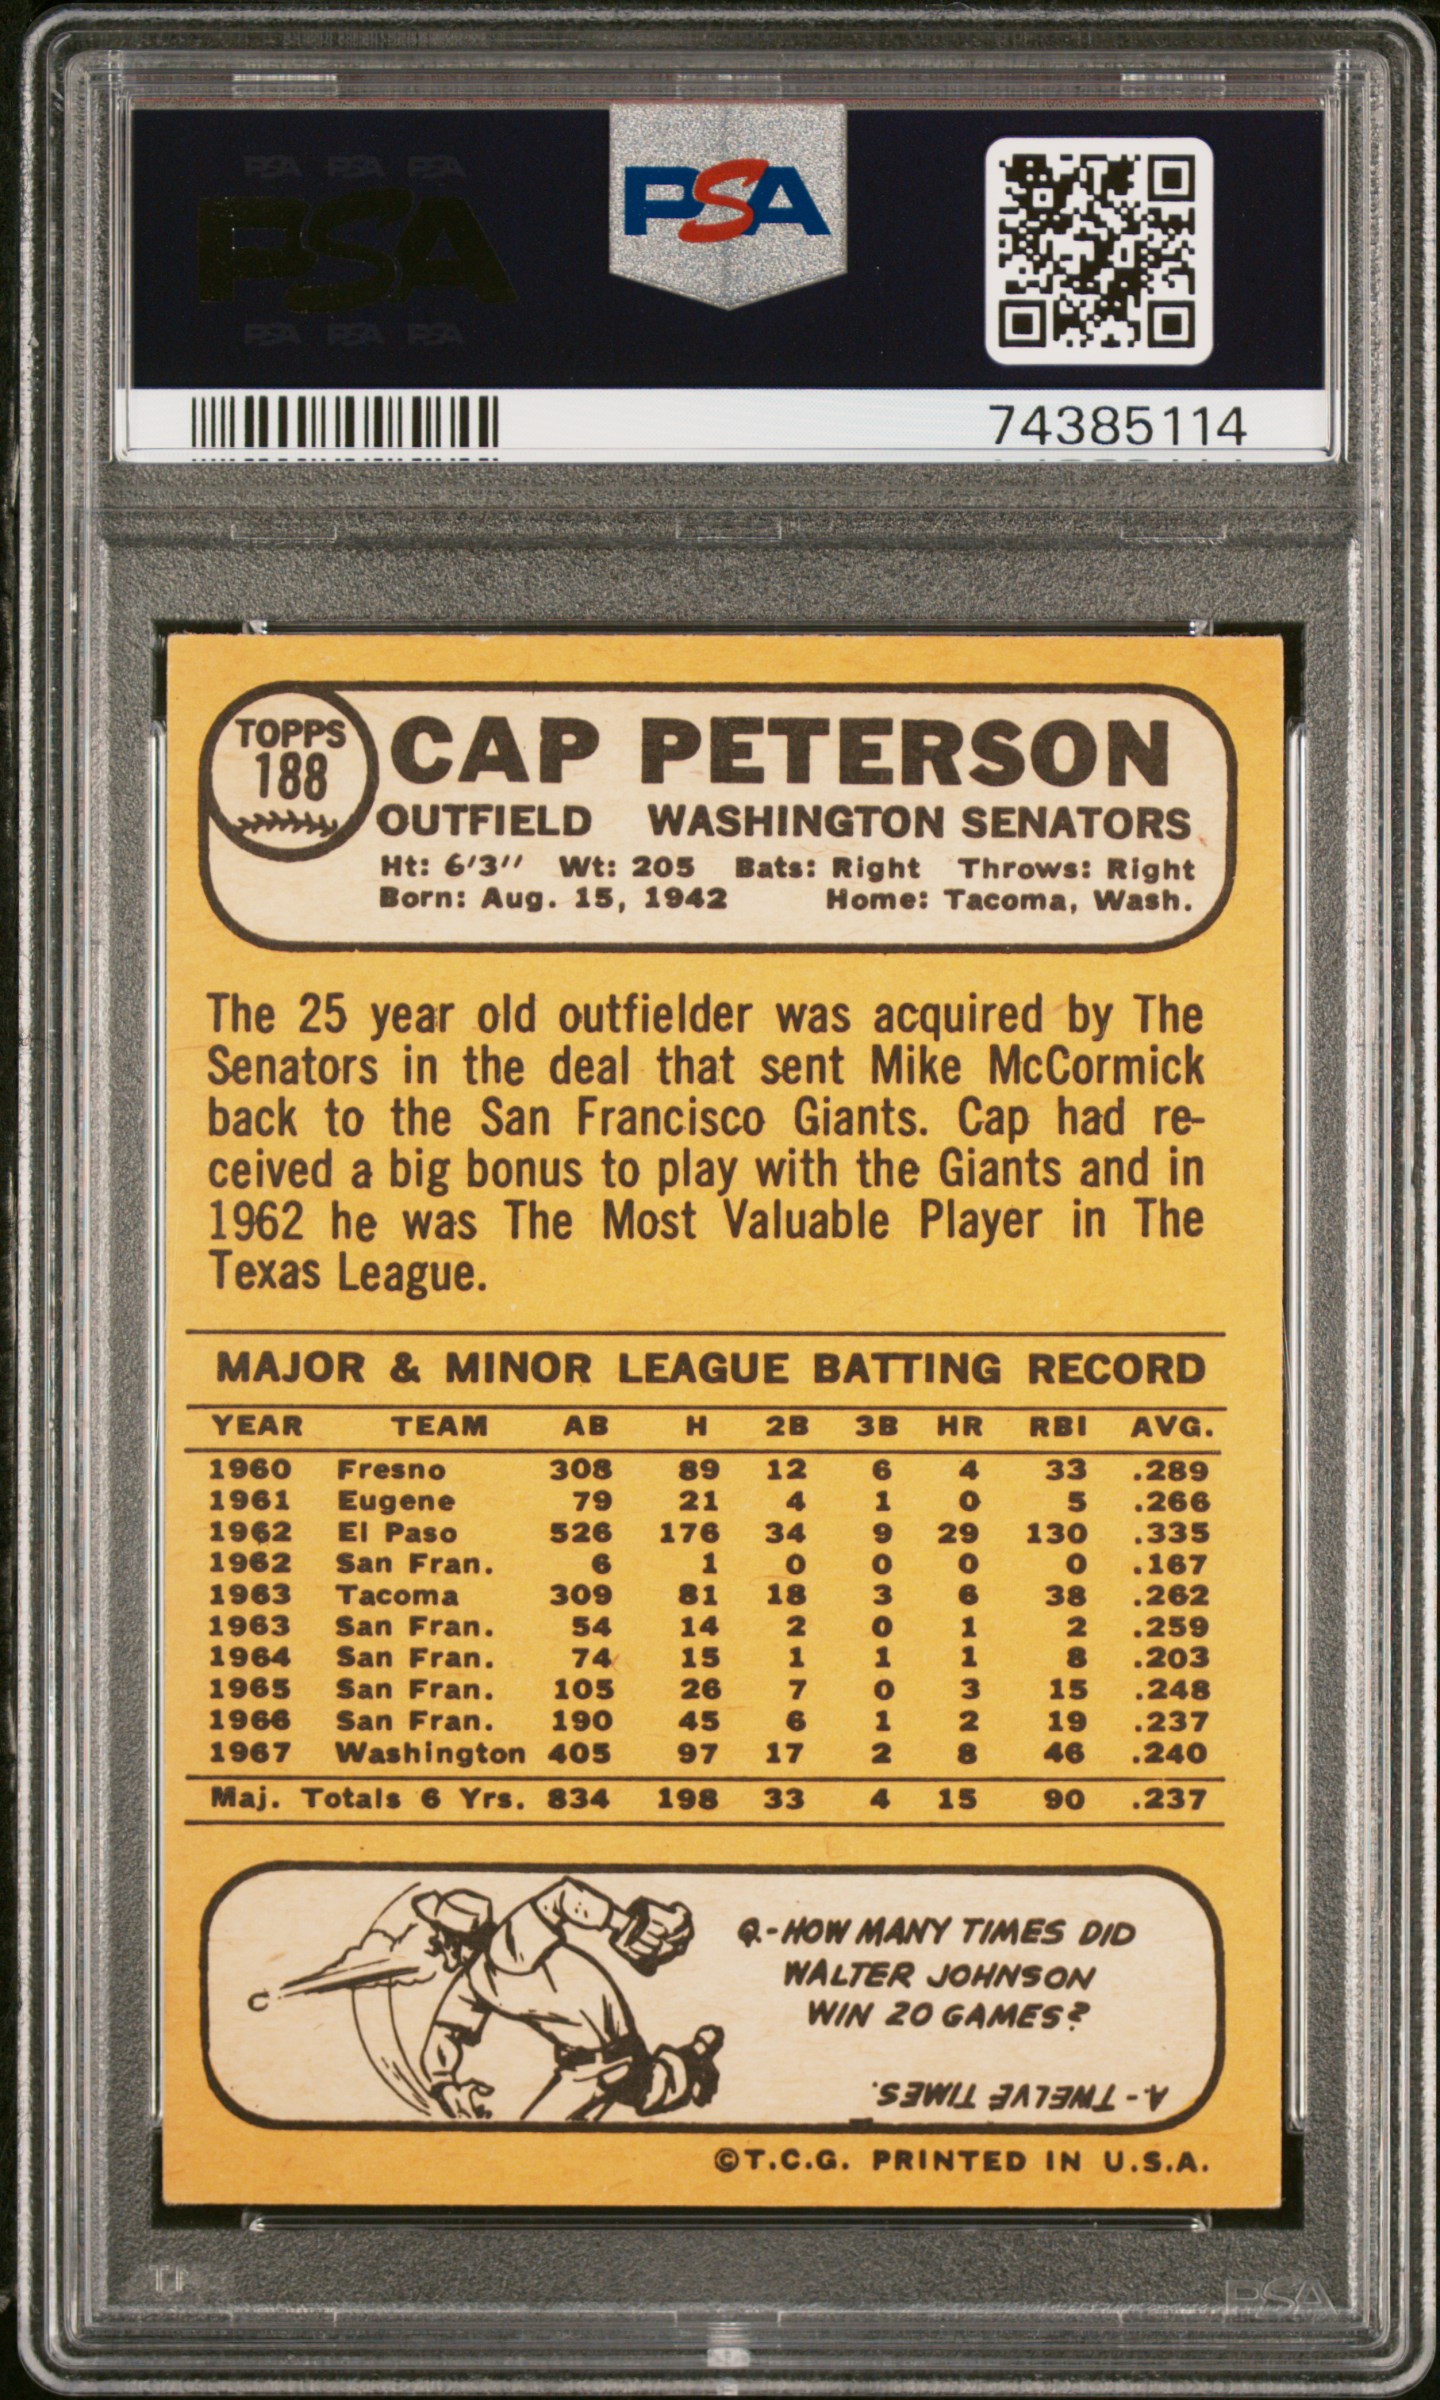 PSA PSA PSA
PSA
PSA PSA PSA
PSA
74385114
TOPPS
188
CAP PETERSON
OUTFIELD WASHINGTON SENATORS
Ht: 6'3'' Wt: 205 Bats: Right Throws: Right
Born: Aug. 15, 1942 Home: Tacoma, Wash.
The 25 year old outfielder was acquired by The
Senators in the deal that sent Mike McCormick
back to the San Francisco Giants. Cap had re-
ceived a big bonus to play with the Giants and in
1962 he was The Most Valuable Player in The
Texas League.
MAJOR & MINOR LEAGUE BATTING RECORD
YEAR TEAM AB H 2B 3B HR RBI AVG.
1960 Fresno 308 89 12 6 4 33 .289
1961 Eugene 79 21 4 1 0 5 .266
1962 El Paso 526 176 34 9 29 130 .335
1962 San Fran. 6 1 0 0 0 0 .167
1963 Tacoma 309 81 18 3 6 38 .262
1963 San Fran. 54 14 2 0 1 2 .259
1964 San Fran. 74 15 1 1 1 8 .203
1965 San Fran. 105 26 7 0 3 15 .248
1966 San Fran. 190 45 6 1 2 19 .237
1967 Washington 405 97 17 2 8 46 .240
Maj. Totals 6 Yrs. 834 198 33 4 15 90 .237
Q.-HOW MANY TIMES DID
WALTER JOHNSON
WIN 20 GAMES?
A-TWELVE TIMES.
©T.C.G. PRINTED IN U.S.A.
PSA